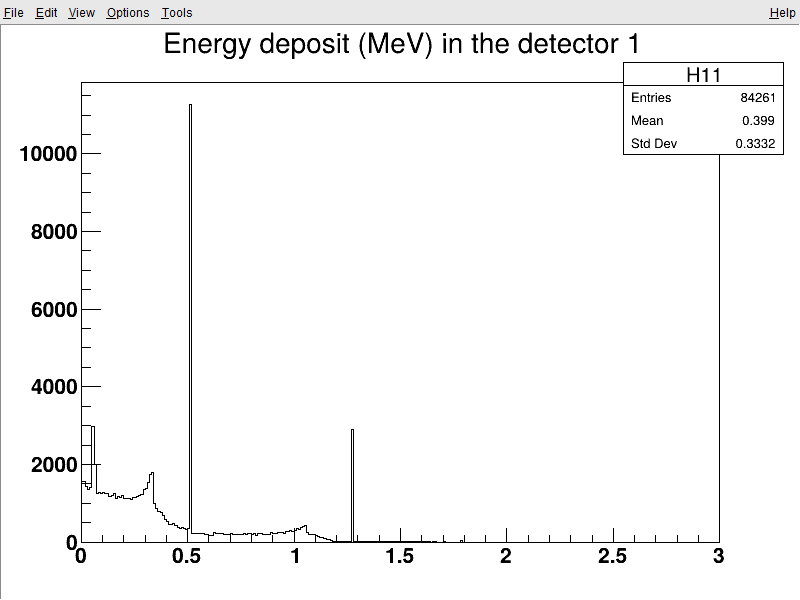 File Edit View Options Tools Help
Energy deposit (MeV) in the detector 1
H11
Entries 84261
Mean 0.399
Std Dev 0.3332
10000
8000
6000
4000
2000
0
0 0.5 1 1.5 2 2.5 3